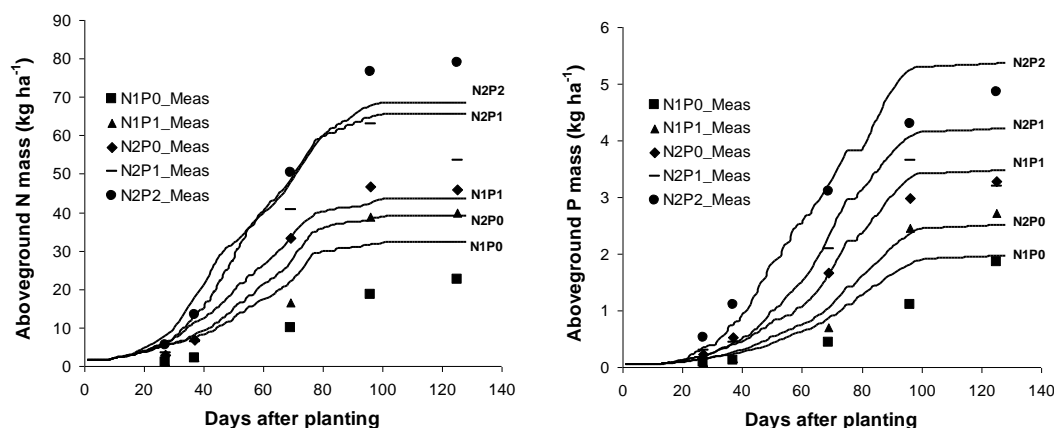 Aboveground N mass (kg ha-1)
90
80
70
60
50
40
30
20
10
0
N1P0_Meas
N1P1_Meas
N2P0_Meas
N2P1_Meas
N2P2_Meas
N2P2
N2P1
N1P1
N2P0
N1P0
0 20 40 60 80 100 120 140
Days after planting
Aboveground P mass (kg ha-1)
6
5
4
3
2
1
0
N1P0_Meas
N1P1_Meas
N2P0_Meas
N2P1_Meas
N2P2_Meas
N2P2
N2P1
N1P1
N2P0
N1P0
0 20 40 60 80 100 120 140
Days after planting